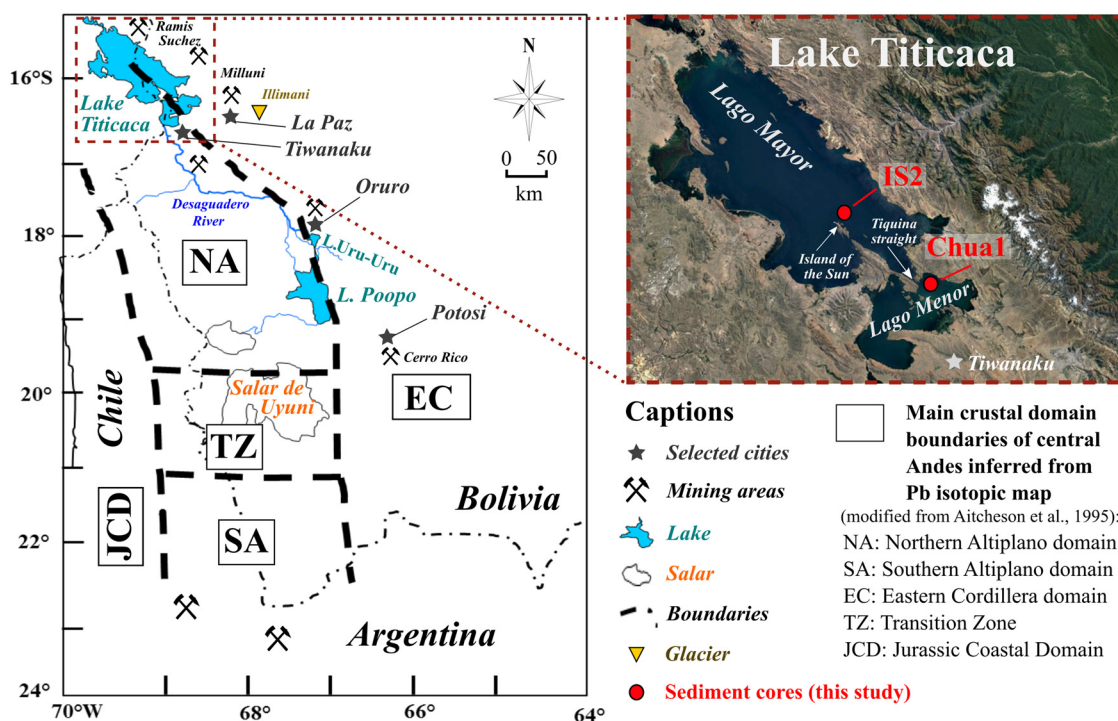 Ramis
Suchez
16°S
Milluni
Illimani
Lake
Titicaca
La Paz
Tiwanaku
N
0 50
km
Oruro
Desaguadero
River
18°
L.Uru-Uru
NA
L. Poopo
Potosi
Cerro Rico
20°
Salar de
Uyuni
EC
Chile
TZ
Bolivia
JCD
SA
22°
Argentina
24°
70°W
68°
66°
64°
Lake Titicaca
Lago Mayor
IS2
Tiquina
straight
Chua1
Island of
the Sun
Lago Menor
Tiwanaku
Captions
Selected cities
Mining areas
Lake
Salar
Boundaries
Glacier
Sediment cores (this study)
Main crustal domain
boundaries of central
Andes inferred from
Pb isotopic map
(modified from Aitcheson et al., 1995):
NA: Northern Altiplano domain
SA: Southern Altiplano domain
EC: Eastern Cordillera domain
TZ: Transition Zone
JCD: Jurassic Coastal Domain